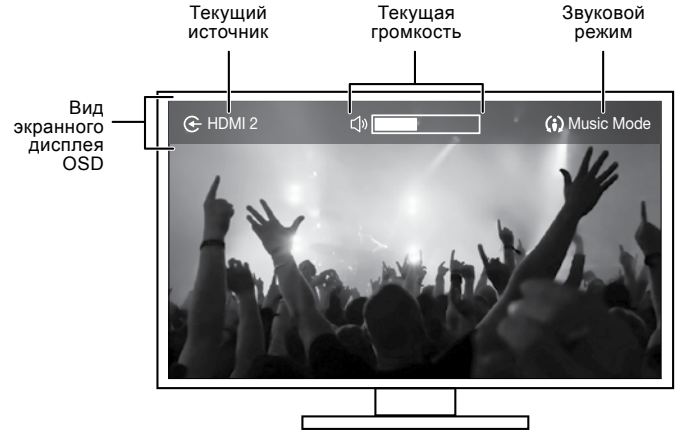 Текущий
источник
Текущая
громкость
Звуковой
режим
Вид
экранного
дисплея
OSD
HDMI 2
Music Mode